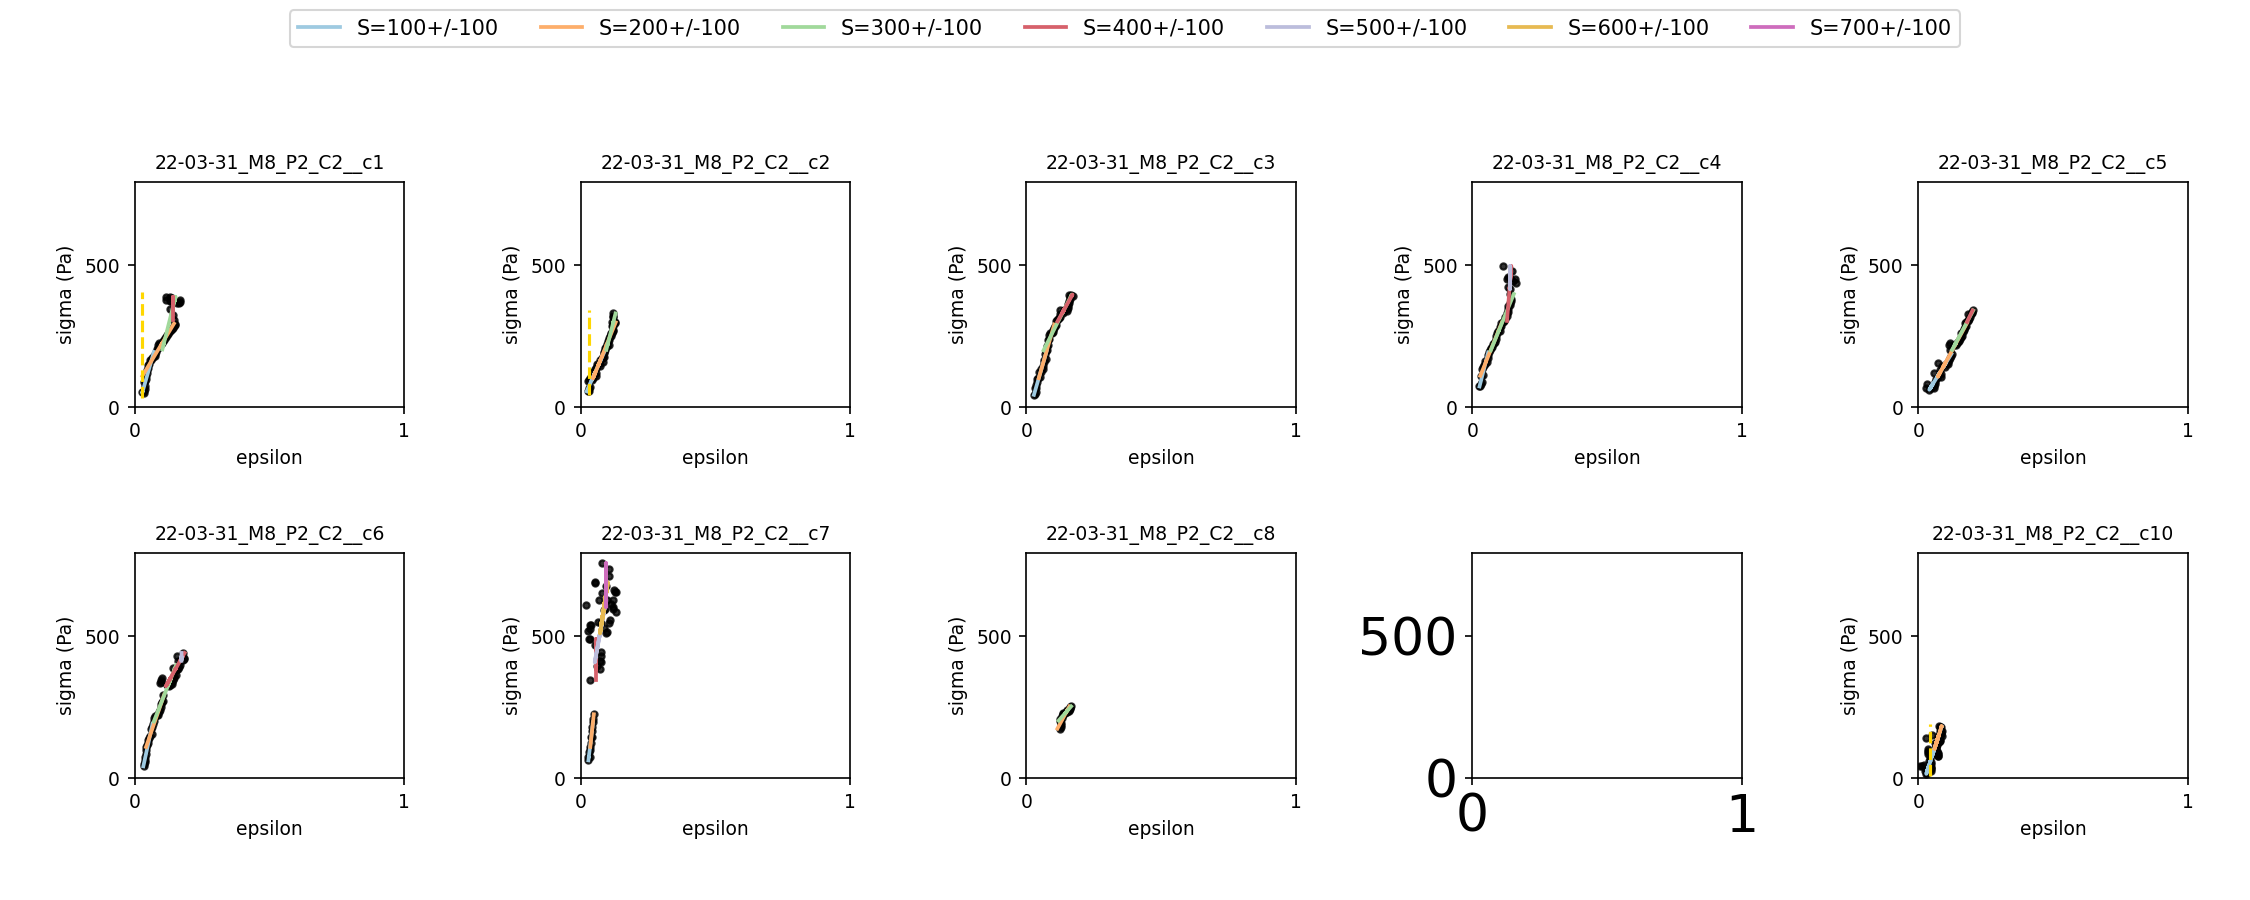 S=100+/-100 S=200+/-100 S=300+/-100 S=400+/-100 S=500+/-100 S=600+/-100 S=700+/-100
22-03-31_M8_P2_C2__c1
sigma (Pa)
500
0
0 1
epsilon
22-03-31_M8_P2_C2__c2
sigma (Pa)
500
0
0 1
epsilon
22-03-31_M8_P2_C2__c3
sigma (Pa)
500
0
0 1
epsilon
22-03-31_M8_P2_C2__c4
sigma (Pa)
500
0
0 1
epsilon
22-03-31_M8_P2_C2__c5
sigma (Pa)
500
0
0 1
epsilon
22-03-31_M8_P2_C2__c6
sigma (Pa)
500
0
0 1
epsilon
22-03-31_M8_P2_C2__c7
sigma (Pa)
500
0
0 1
epsilon
22-03-31_M8_P2_C2__c8
sigma (Pa)
500
0
0 1
epsilon
500
0
0 1
22-03-31_M8_P2_C2__c10
sigma (Pa)
500
0
0 1
epsilon